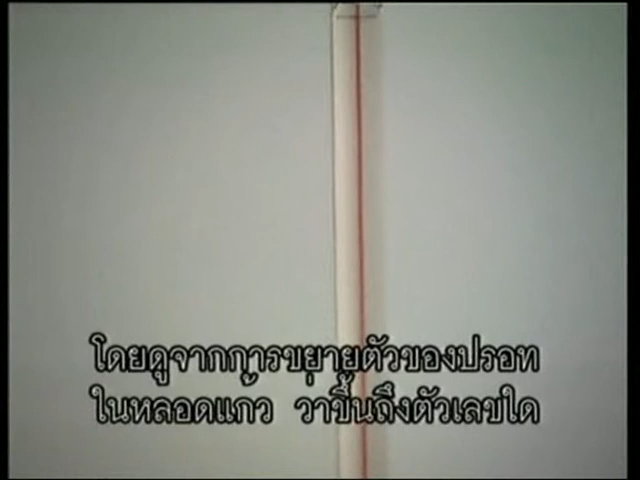 โดยดูจากการขยายตัวของปรอท
ในหลอดแก้ว ว่าขึ้นถึงตัวเลขใด